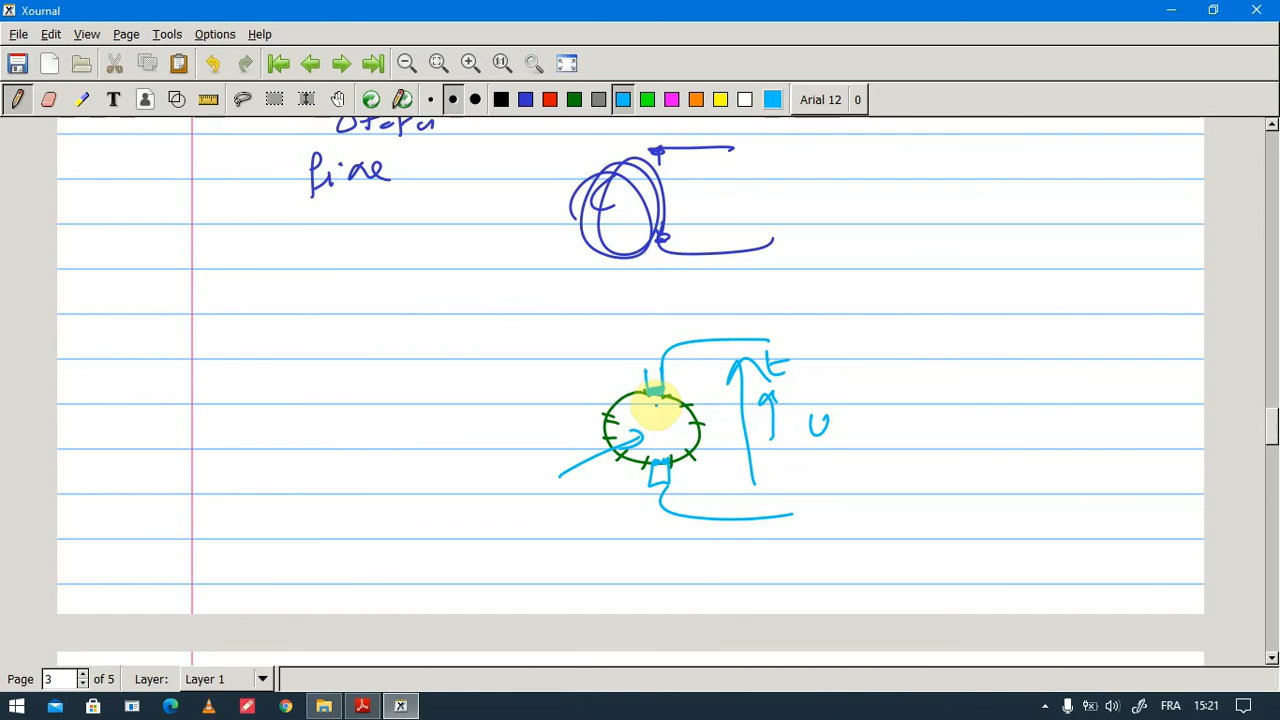 Xournal
File Edit View Page Tools Options Help
T Arial 12 0
fixe
E
U
Page 3 of 5 Layer: Layer 1
FRA 15:21